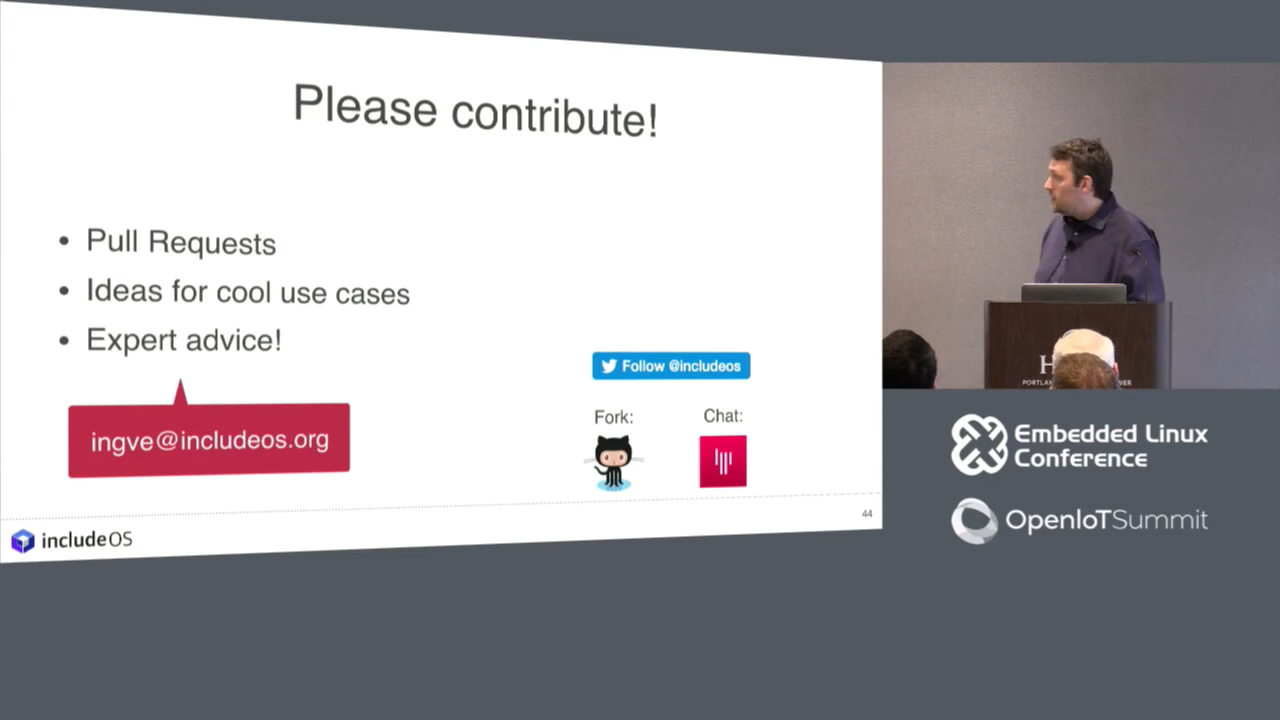 Please contribute!
• Pull Requests
• Ideas for cool use cases
• Expert advice!
ingve@includeos.org
Follow @includeos
Fork:
Chat:
44
includeOS
Embedded Linux
Conference
OpenIoTSummit